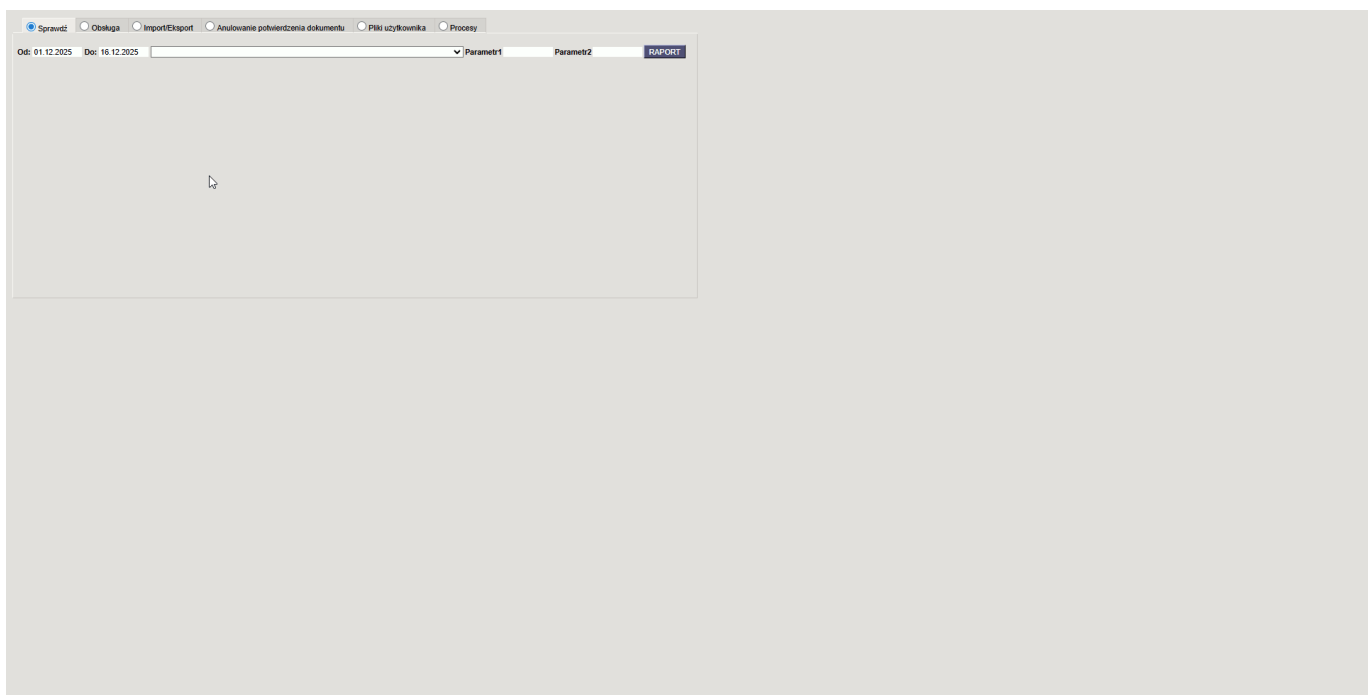 Sprawdź Obsługa Import/Eksport Anulowanie potwierdzenia dokumentu Pliki użytkownika Procesy
Od: 01.12.2025 Do: 16.12.2025 Parametr1 Parametr2 RAPORT